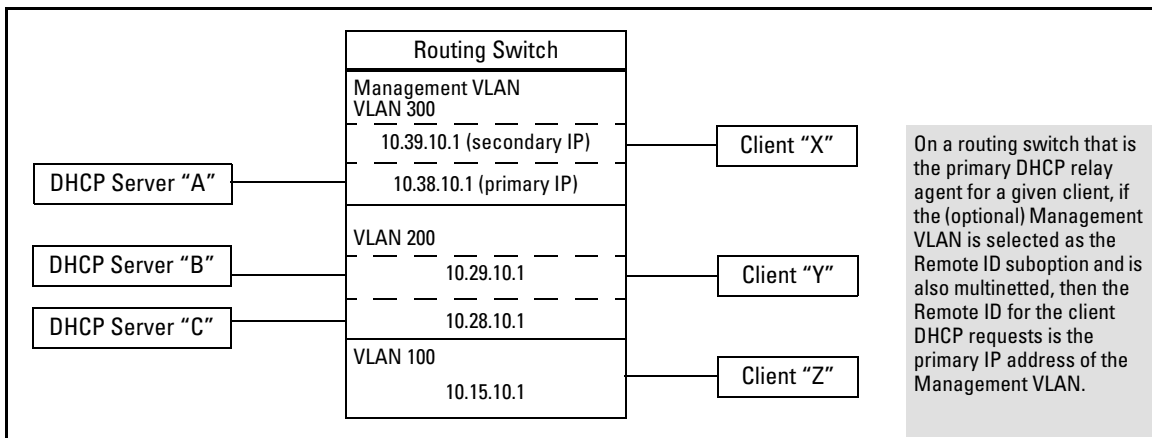 Routing Switch
Management VLAN
VLAN 300
10.39.10.1 (secondary IP)
Client “X”
DHCP Server “A”
10.38.10.1 (primary IP)
VLAN 200
DHCP Server “B”
10.29.10.1
Client “Y”
DHCP Server “C”
10.28.10.1
VLAN 100
10.15.10.1
Client “Z”
On a routing switch that is
the primary DHCP relay
agent for a given client, if
the (optional) Management
VLAN is selected as the
Remote ID suboption and is
also multinetted, then the
Remote ID for the client
DHCP requests is the
primary IP address of the
Management VLAN.